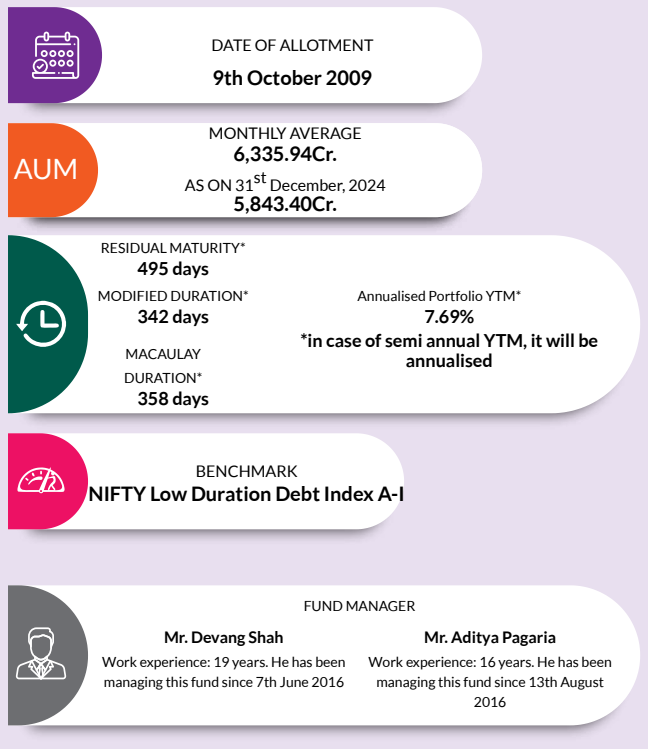 DATE OF ALLOTMENT
9th October 2009
AUM
MONTHLY AVERAGE
6,335.94Cr.
AS ON 31st December, 2024
5,843.40Cr.
RESIDUAL MATURITY*
495 days
MODIFIED DURATION*
342 days
MACAULAY
DURATION*
358 days
Annualised Portfolio YTM*
7.69%
*in case of semi annual YTM, it will be
annualised
BENCHMARK
NIFTY Low Duration Debt Index A-I
FUND MANAGER
Mr. Devang Shah
Work experience: 19 years. He has been
managing this fund since 7th June 2016
Mr. Aditya Pagaria
Work experience: 16 years. He has been
managing this fund since 13th August
2016